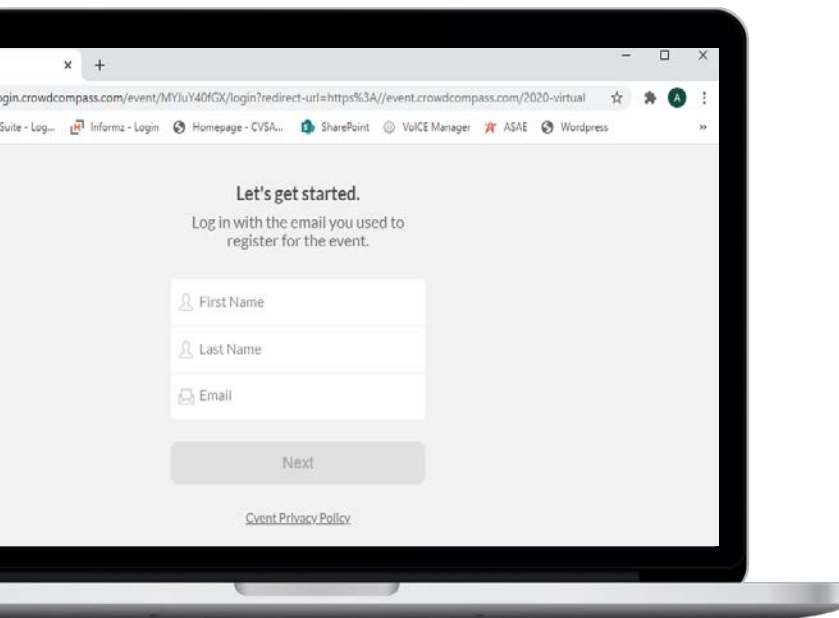 ogin.crowdcompass.com/event/MYJuY40fGX/login?redirect-url=https%3A//event.crowdcompass.com/2020-virtual
Suite - Log... Informz - Login Homepage - CVSA... SharePoint VoICE Manager ASAE Wordpress
A
Let's get started.
Log in with the email you used to
register for the event.
First Name
Last Name
Email
Next
Cvent Privacy Policy